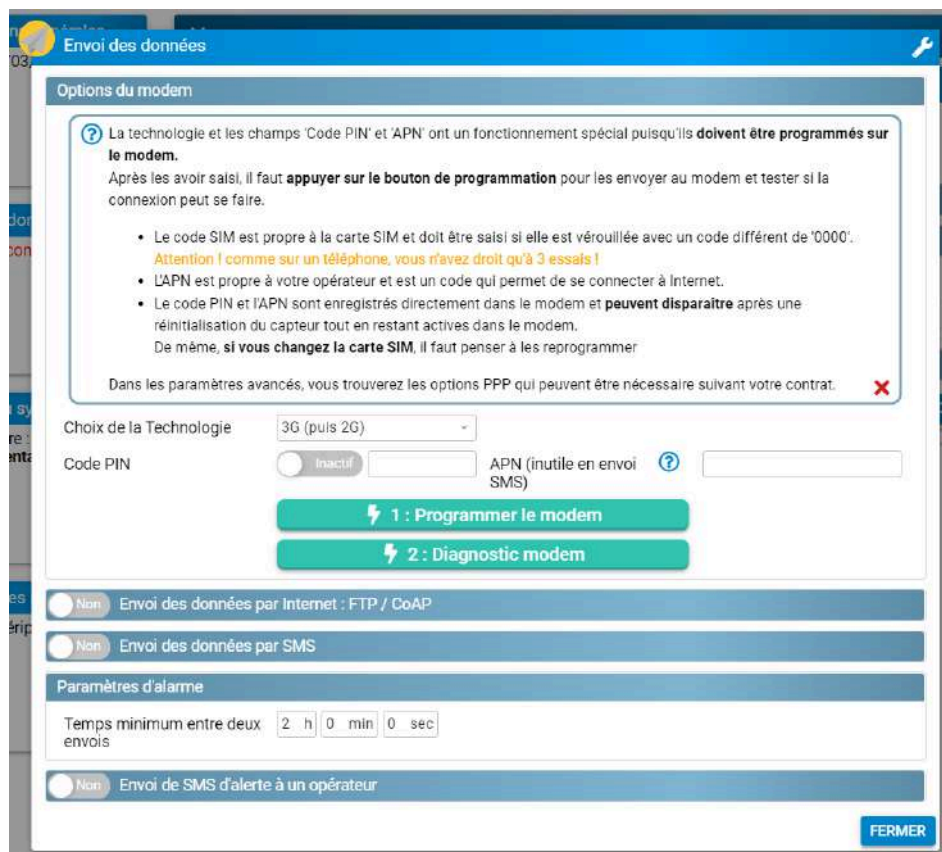 Envoi des données
Options du modem
La technologie et les champs 'Code PIN' et 'APN' ont un fonctionnement spécial puisqu'ils doivent être programmés sur
le modem.
Après les avoir saisi, il faut appuyer sur le bouton de programmation pour les envoyer au modem et tester si la
connexion peut se faire.
• Le code SIM est propre à la carte SIM et doit être saisi si elle est vérouillée avec un code différent de '0000'.
Attention ! comme sur un téléphone, vous n'avez droit qu'à 3 essais !
• L'APN est propre à votre opérateur et est un code qui permet de se connecter à Internet.
• Le code PIN et l'APN sont enregistrés directement dans le modem et peuvent disparaitre après une
réinitialisation du capteur tout en restant actives dans le modem.
De même, si vous changez la carte SIM, il faut penser à les reprogrammer
Dans les paramètres avancés, vous trouverez les options PPP qui peuvent être nécessaire suivant votre contrat.
Choix de la Technologie 3G (puis 2G)
Code PIN Inactif APN (inutile en envoi
SMS)
1 : Programmer le modem
2 : Diagnostic modem
Non Envoi des données par Internet : FTP / CoAP
Non Envoi des données par SMS
Paramètres d'alarme
Temps minimum entre deux 2 h 0 min 0 sec
envois
Non Envoi de SMS d'alerte à un opérateur
FERMER